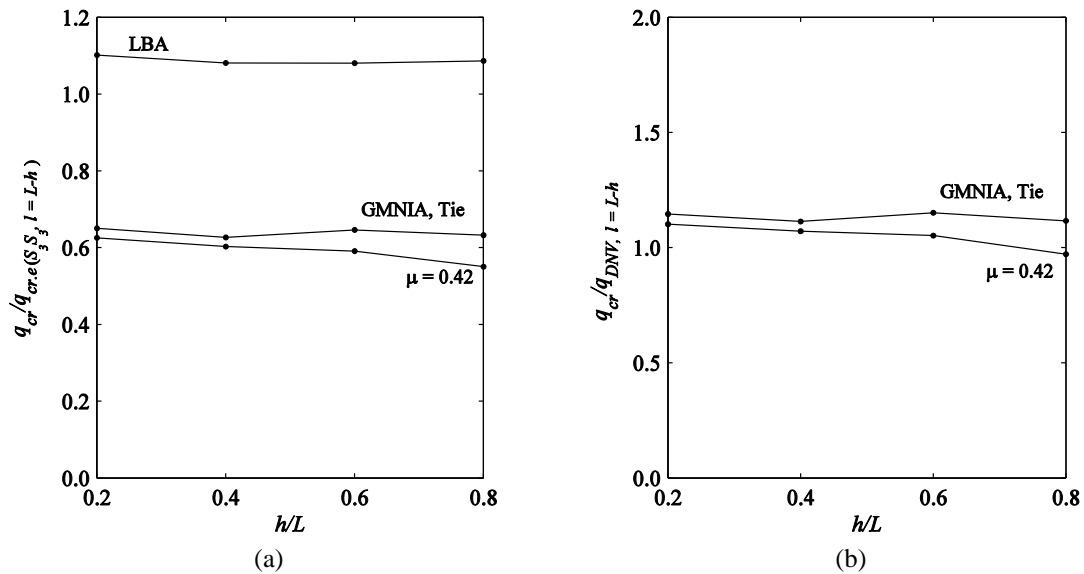 1.2
LBA
1.0
0.8
GMNIA, Tie
0.6
μ = 0.42
0.4
0.2
0.0
0.2 0.4 0.6 0.8
h/L
q_cr/q_cr.e(S_3S_3, l = L-h)
(a)
2.0
1.5
GMNIA, Tie
1.0
μ = 0.42
0.5
0.0
0.2 0.4 0.6 0.8
h/L
q_cr/q_DNV, l = L-h
(b)